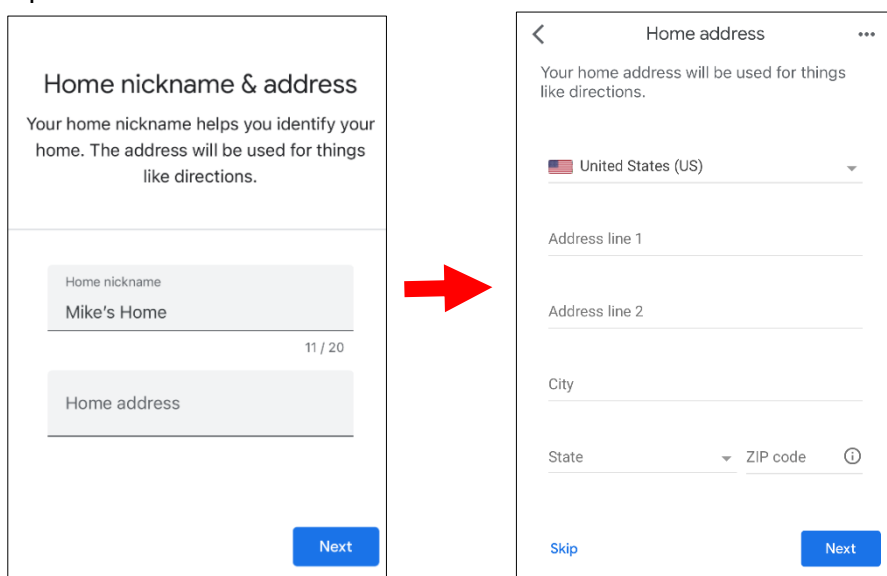 Home nickname & address
Your home nickname helps you identify your
home. The address will be used for things
like directions.
Home nickname
Mike's Home
11 / 20
Home address
Next
Home address
Your home address will be used for things
like directions.
United States (US)
Address line 1
Address line 2
City
State ZIP code
Skip Next